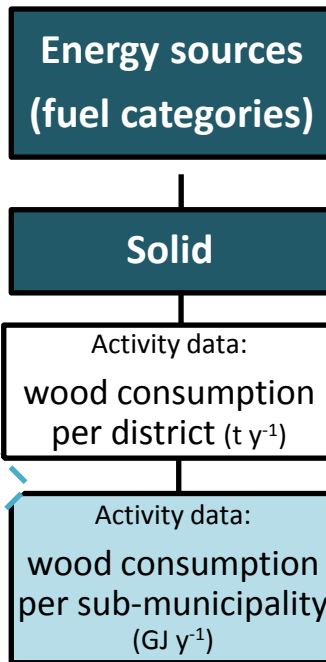 Energy sources
(fuel categories)
Solid
Activity data:
wood consumption
per district (t y⁻¹)
Activity data:
wood consumption
per sub-municipality
(GJ y⁻¹)